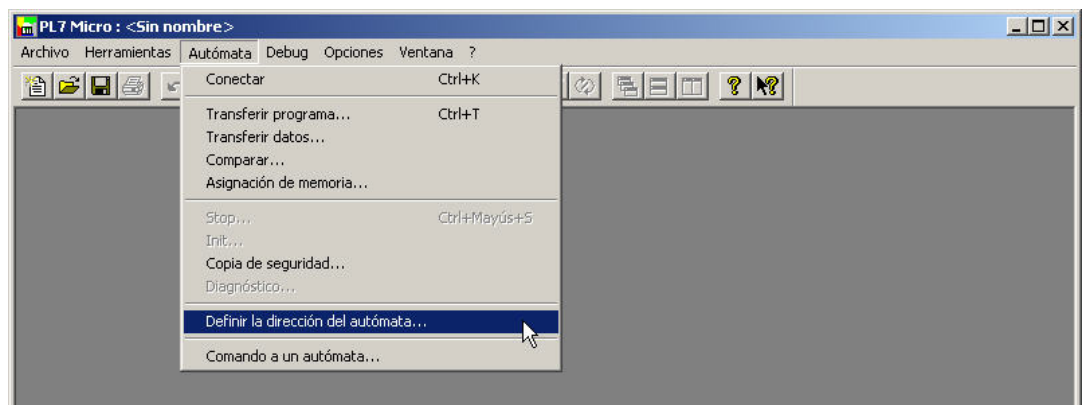 PL7 Micro : <Sin nombre>
Archivo Herramientas Autómata Debug Opciones Ventana ?
Conectar Ctrl+K
Transferir programa... Ctrl+T
Transferir datos...
Comparar...
Asignación de memoria...
Stop... Ctrl+Mayús+S
Init...
Copia de seguridad...
Diagnóstico...
Definir la dirección del autómata...
Comando a un autómata...